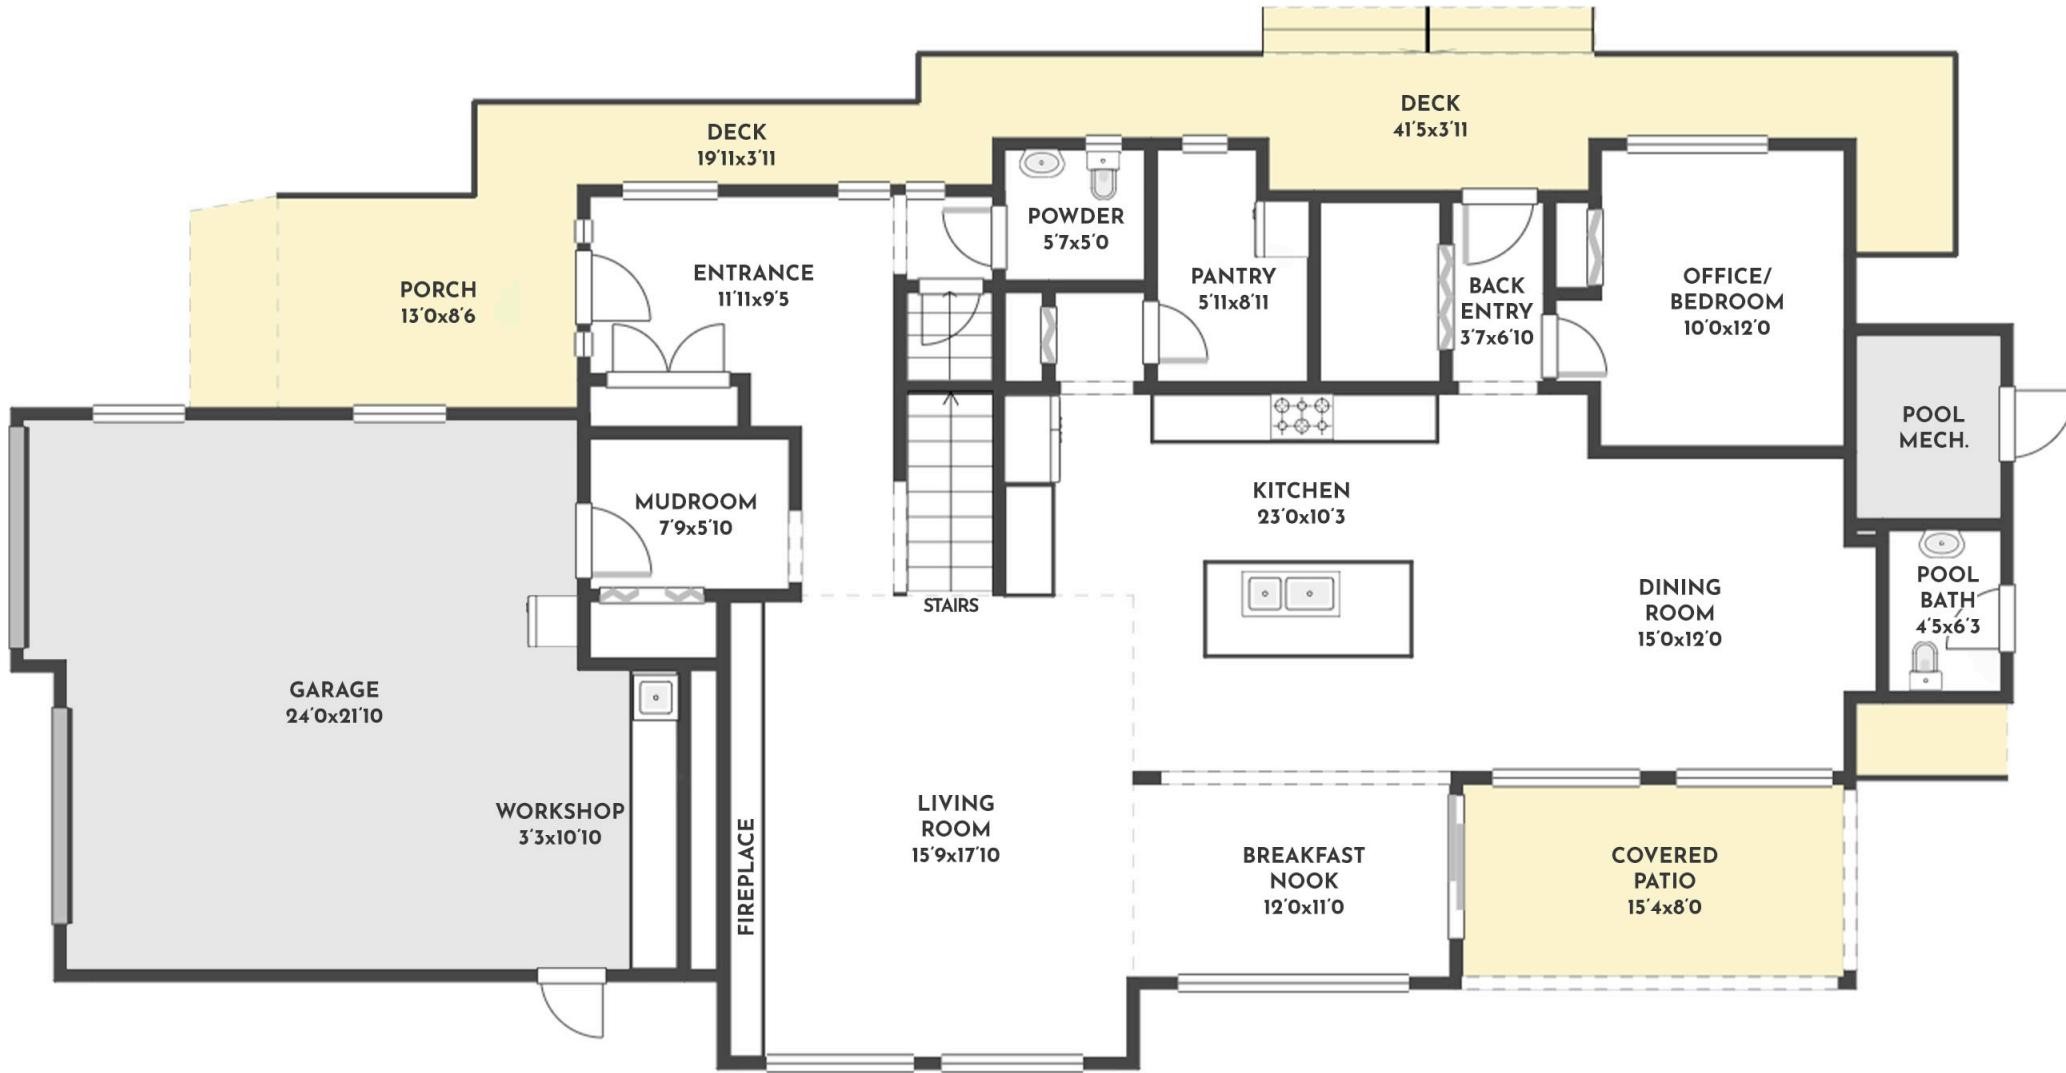 DECK
41'5x3'11
DECK
19'11x3'11
POWDER
5'7x5'0
ENTRANCE
11'11x9'5
PORCH
13'0x8'6
PANTRY
5'11x8'11
BACK
ENTRY
3'7x6'10
OFFICE/
BEDROOM
10'0x12'0
POOL
MECH.
MUDROOM
7'9x5'10
KITCHEN
23'0x10'3
STAIRS
DINING
ROOM
15'0x12'0
POOL
BATH
4'5x6'3
GARAGE
24'0x21'10
WORKSHOP
3'3x10'10
FIREPLACE
LIVING
ROOM
15'9x17'10
BREAKFAST
NOOK
12'0x11'0
COVERED
PATIO
15'4x8'0